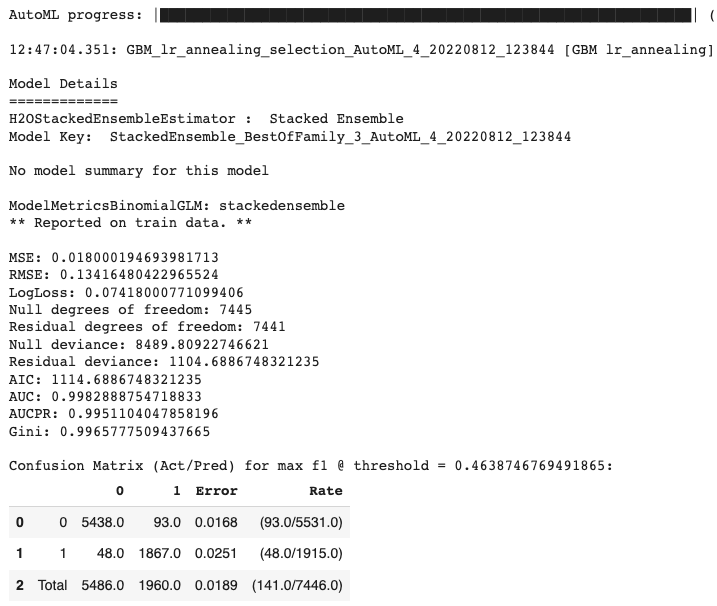 AutoML progress: |███████████████████████████████████████████████████████████████| (
12:47:04.351: GBM_lr_annealing_selection_AutoML_4_20220812_123844 [GBM lr_annealing]
Model Details
=============
H2OStackedEnsembleEstimator : Stacked Ensemble
Model Key: StackedEnsemble_BestOfFamily_3_AutoML_4_20220812_123844
No model summary for this model
ModelMetricsBinomialGLM: stackedensemble
** Reported on train data. **
MSE: 0.018000194693981713
RMSE: 0.13416480422965524
LogLoss: 0.07418000771099406
Null degrees of freedom: 7445
Residual degrees of freedom: 7441
Null deviance: 8489.80922746621
Residual deviance: 1104.6886748321235
AIC: 1114.6886748321235
AUC: 0.9982888754718833
AUCPR: 0.9951104047858196
Gini: 0.9965777509437665
Confusion Matrix (Act/Pred) for max f1 @ threshold = 0.4638746769491865:
0 1 Error Rate
0 0 5438.0 93.0 0.0168 (93.0/5531.0)
1 1 48.0 1867.0 0.0251 (48.0/1915.0)
2 Total 5486.0 1960.0 0.0189 (141.0/7446.0)